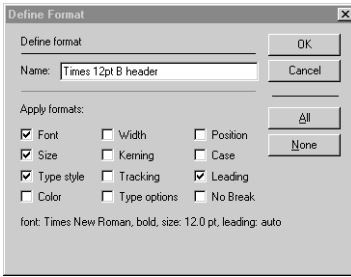 Define Format
Define format
OK
Name: Times 12pt B header
Cancel
Apply formats:
All
Font Width Position
None
Size Kerning Case
Type style Tracking Leading
Color Type options No Break
font: Times New Roman, bold, size: 12.0 pt, leading: auto